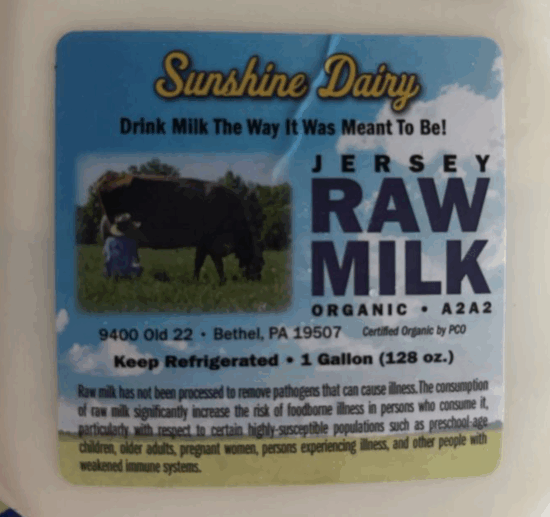 Sunshine Dairy
Drink Milk The Way It Was Meant To Be!
JERSEY
RAW
MILK
ORGANIC • A2A2
9400 Old 22 • Bethel, PA 19507 Certified Organic by PCO
Keep Refrigerated • 1 Gallon (128 oz.)
Raw milk has not been processed to remove pathogens that can cause illness. The consumption
of raw milk significantly increase the risk of foodborne illness in persons who consume it,
particularly with respect to certain highly-susceptible populations such as preschool-age
children, older adults, pregnant women, persons experiencing illness, and other people with
weakened immune systems.